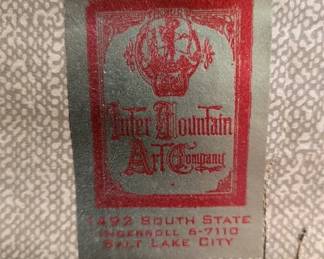 Inter Mountain
Art Company
1492 South State
Ingersoll 6-7110
Salt Lake City